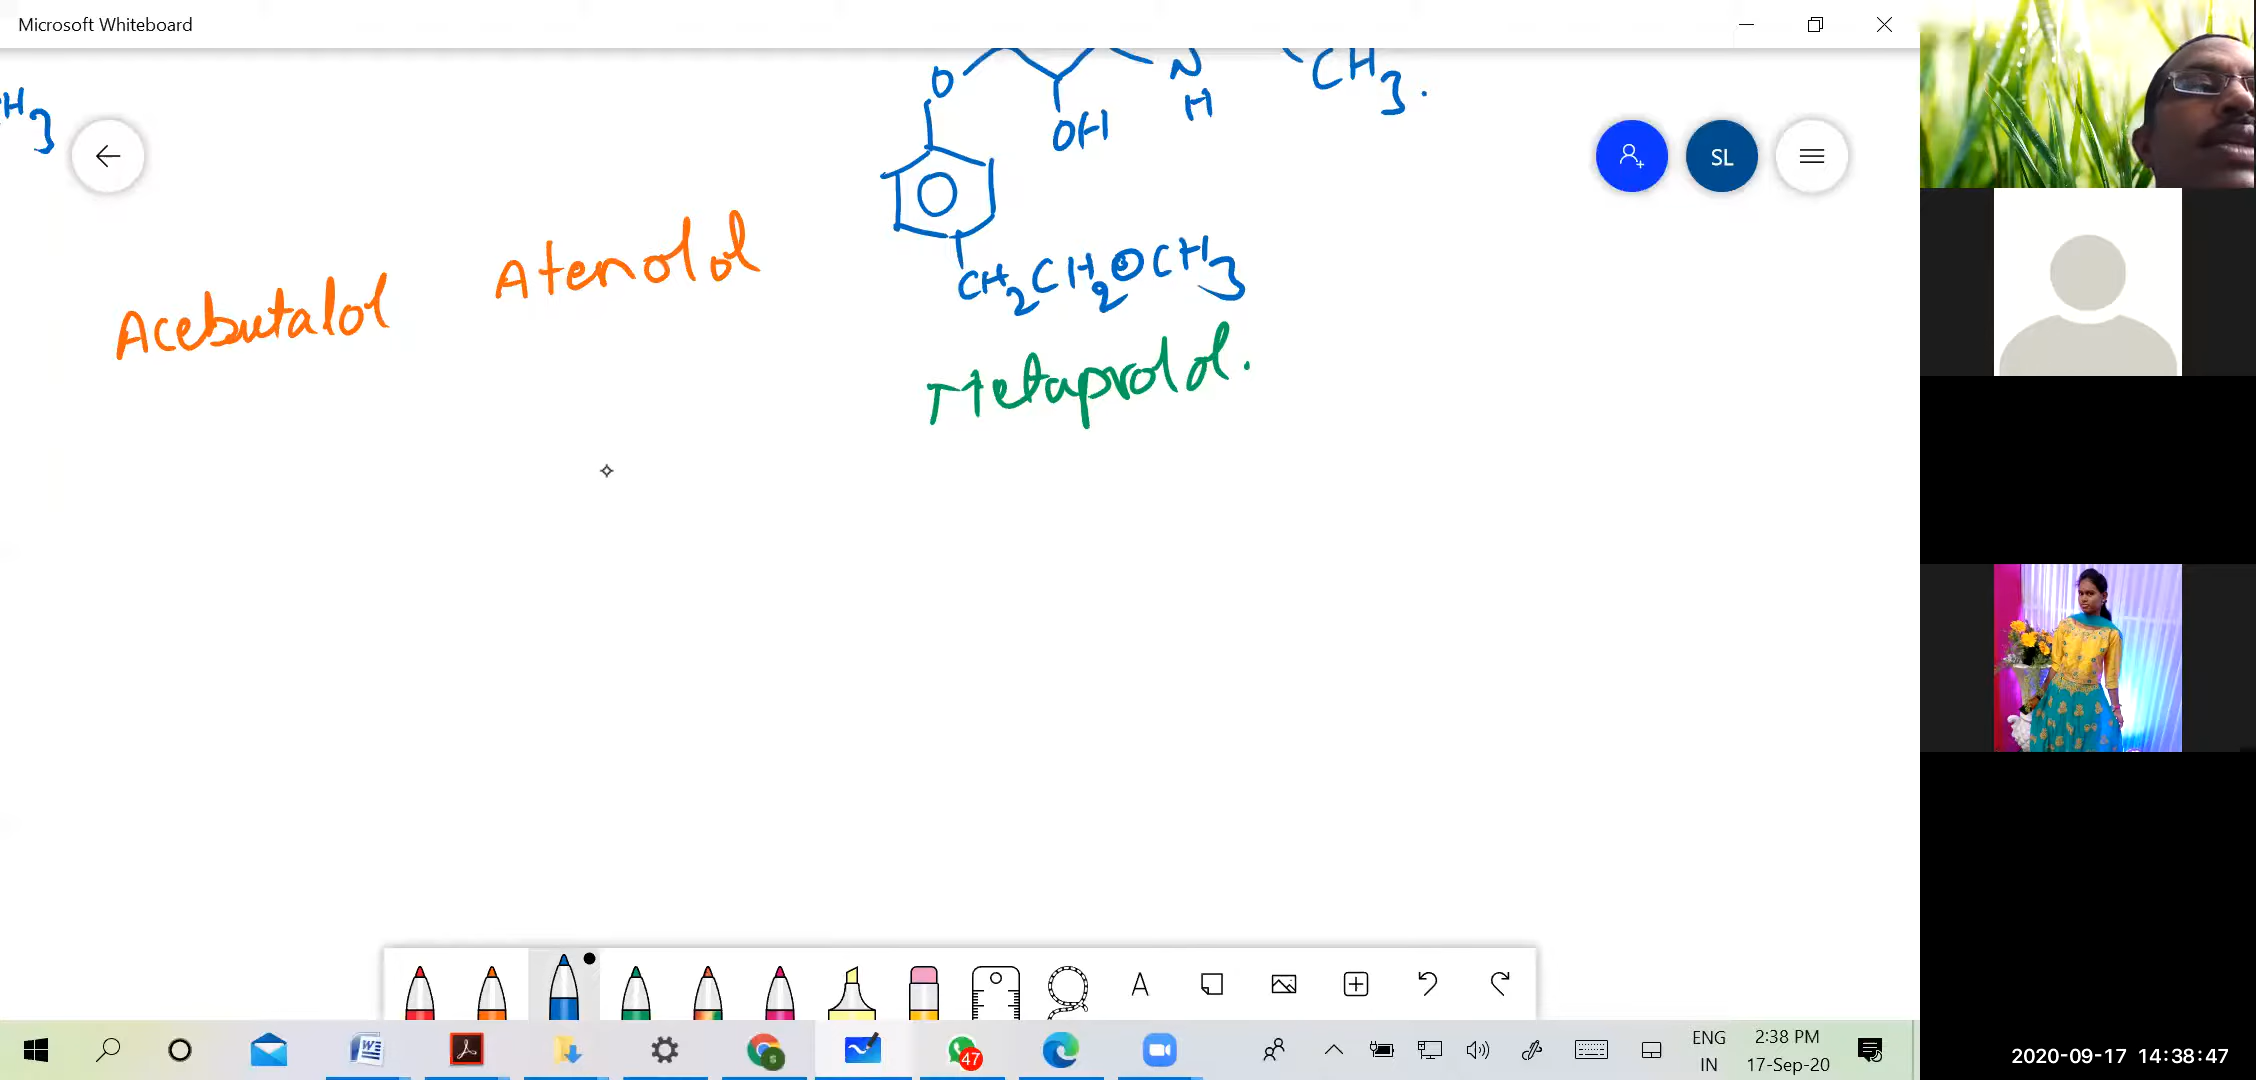 Microsoft Whiteboard
O
N
H
CH3.
OH
H3
SL
CH2CH2OCH3
Atenolol
Acebutalol
Metaprolol.
A
47
ENG
IN
2:38 PM
17-Sep-20
2020-09-17 14:38:47